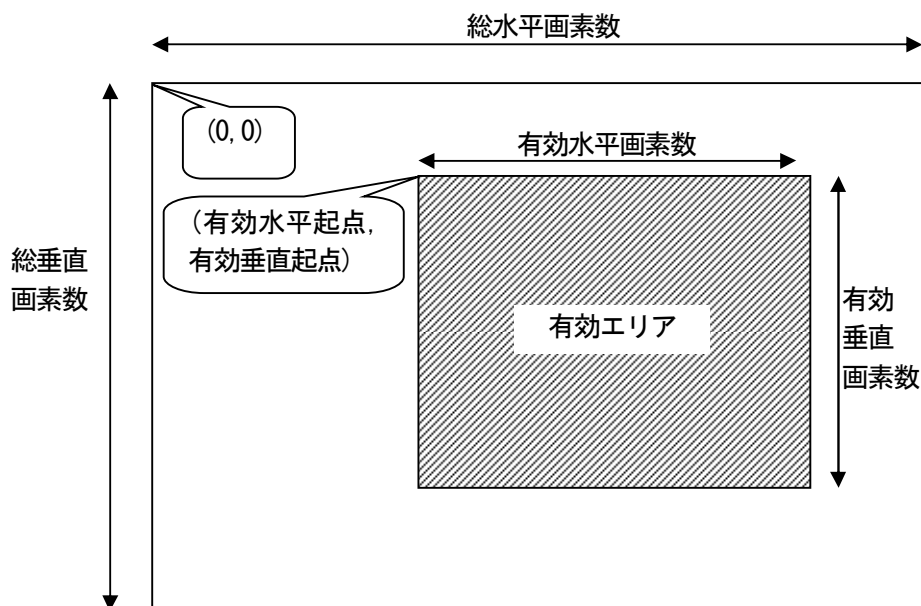 総水平画素数
(0,0)
有効水平画素数
(有効水平起点,
有効垂直起点)
総垂直
画素数
有効エリア
有効
垂直
画素数